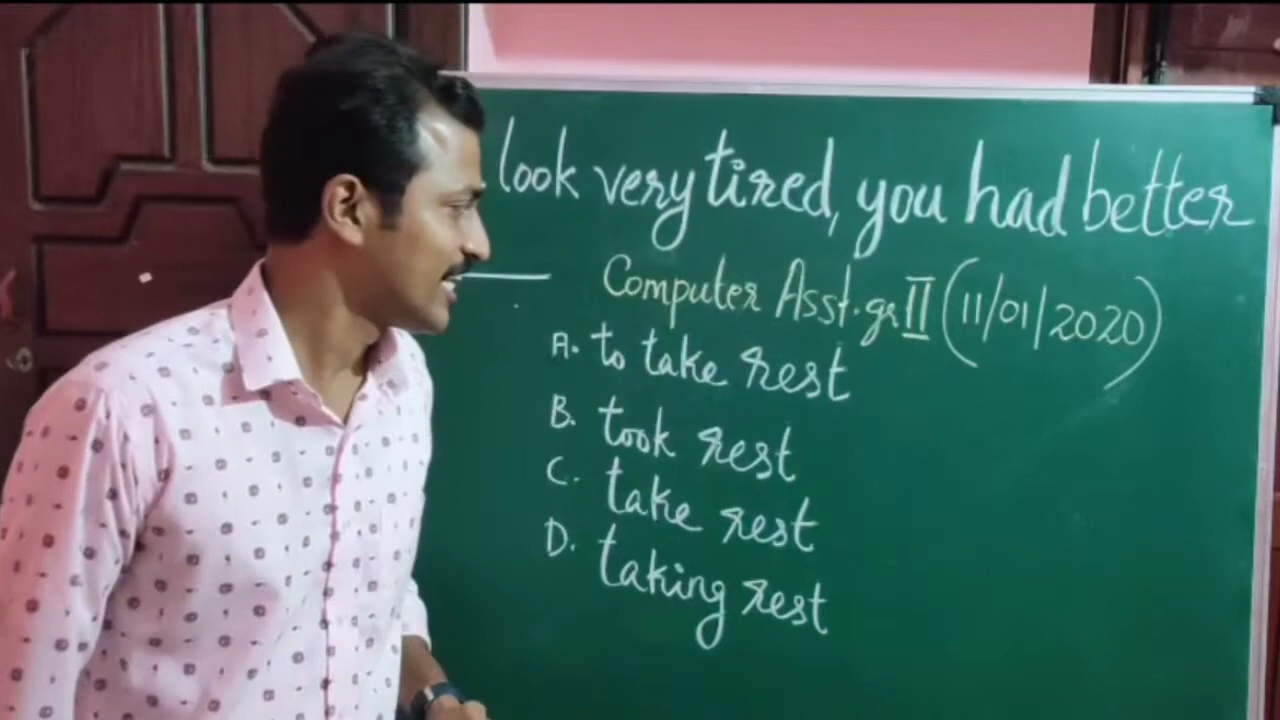 look very tired, you had better
Computer Asst. gr II (11/01/2020)
A. to take rest
B. took rest
C. take rest
D. taking rest